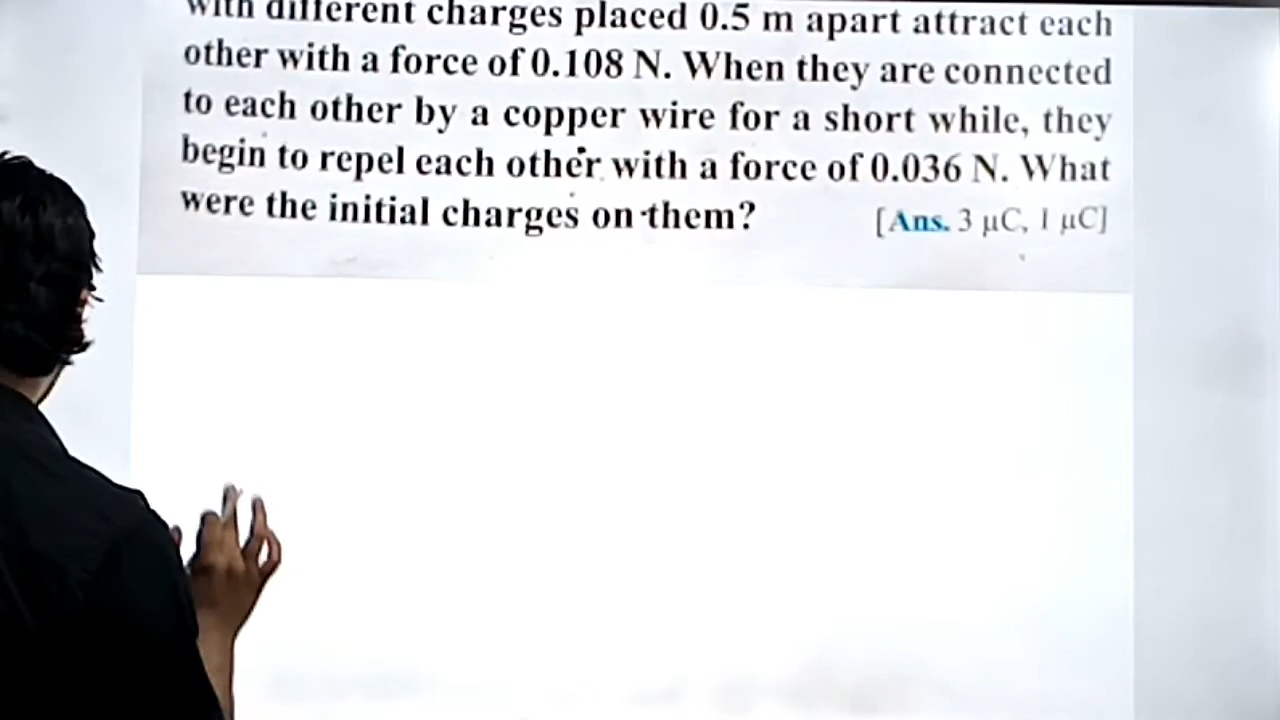 with different charges placed 0.5 m apart attract each
other with a force of 0.108 N. When they are connected
to each other by a copper wire for a short while, they
begin to repel each other with a force of 0.036 N. What
were the initial charges on them? [Ans. 3 μC, 1 μC]